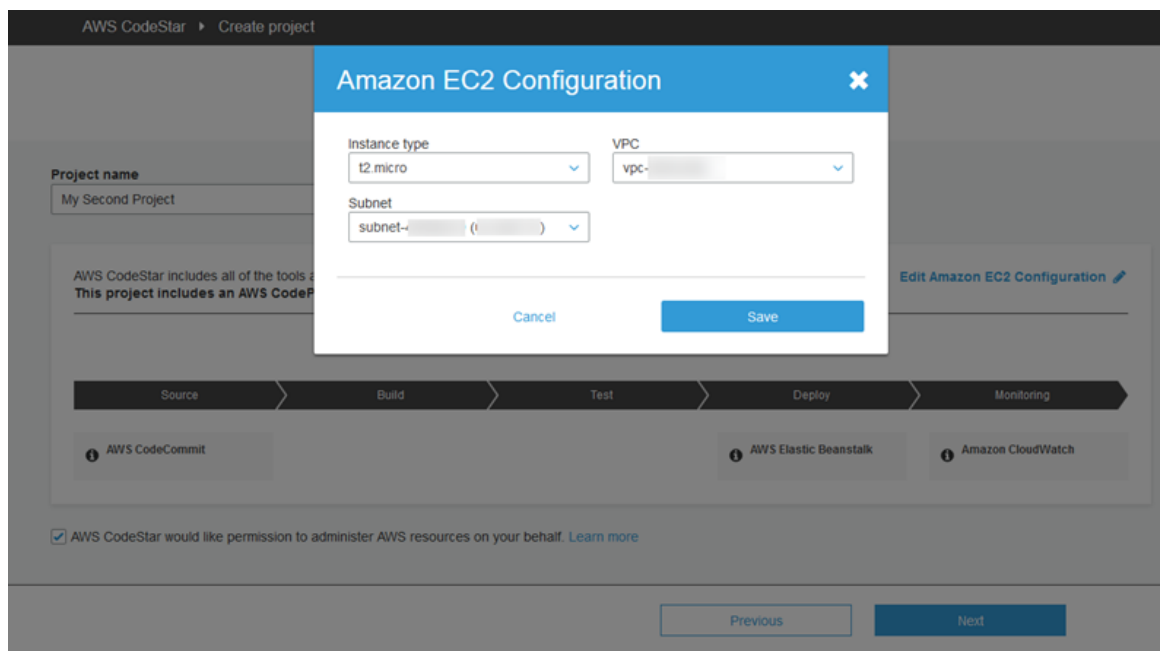 AWS CodeStar ▸ Create project
Amazon EC2 Configuration
Instance type
VPC
t2.micro
vpc-
Project name
My Second Project
Subnet
subnet- ( )
AWS CodeStar includes all of the tools
Edit Amazon EC2 Configuration
This project includes an AWS CodeP
Cancel
Save
Source
Build
Test
Deploy
Monitoring
AWS CodeCommit
AWS Elastic Beanstalk
Amazon CloudWatch
AWS CodeStar would like permission to administer AWS resources on your behalf. Learn more
Previous
Next